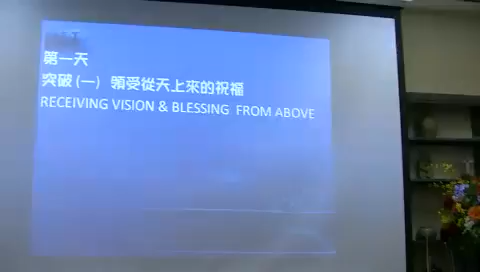 第一天
突破(一) 領受從天上來的祝福
RECEIVING VISION & BLESSING FROM ABOVE